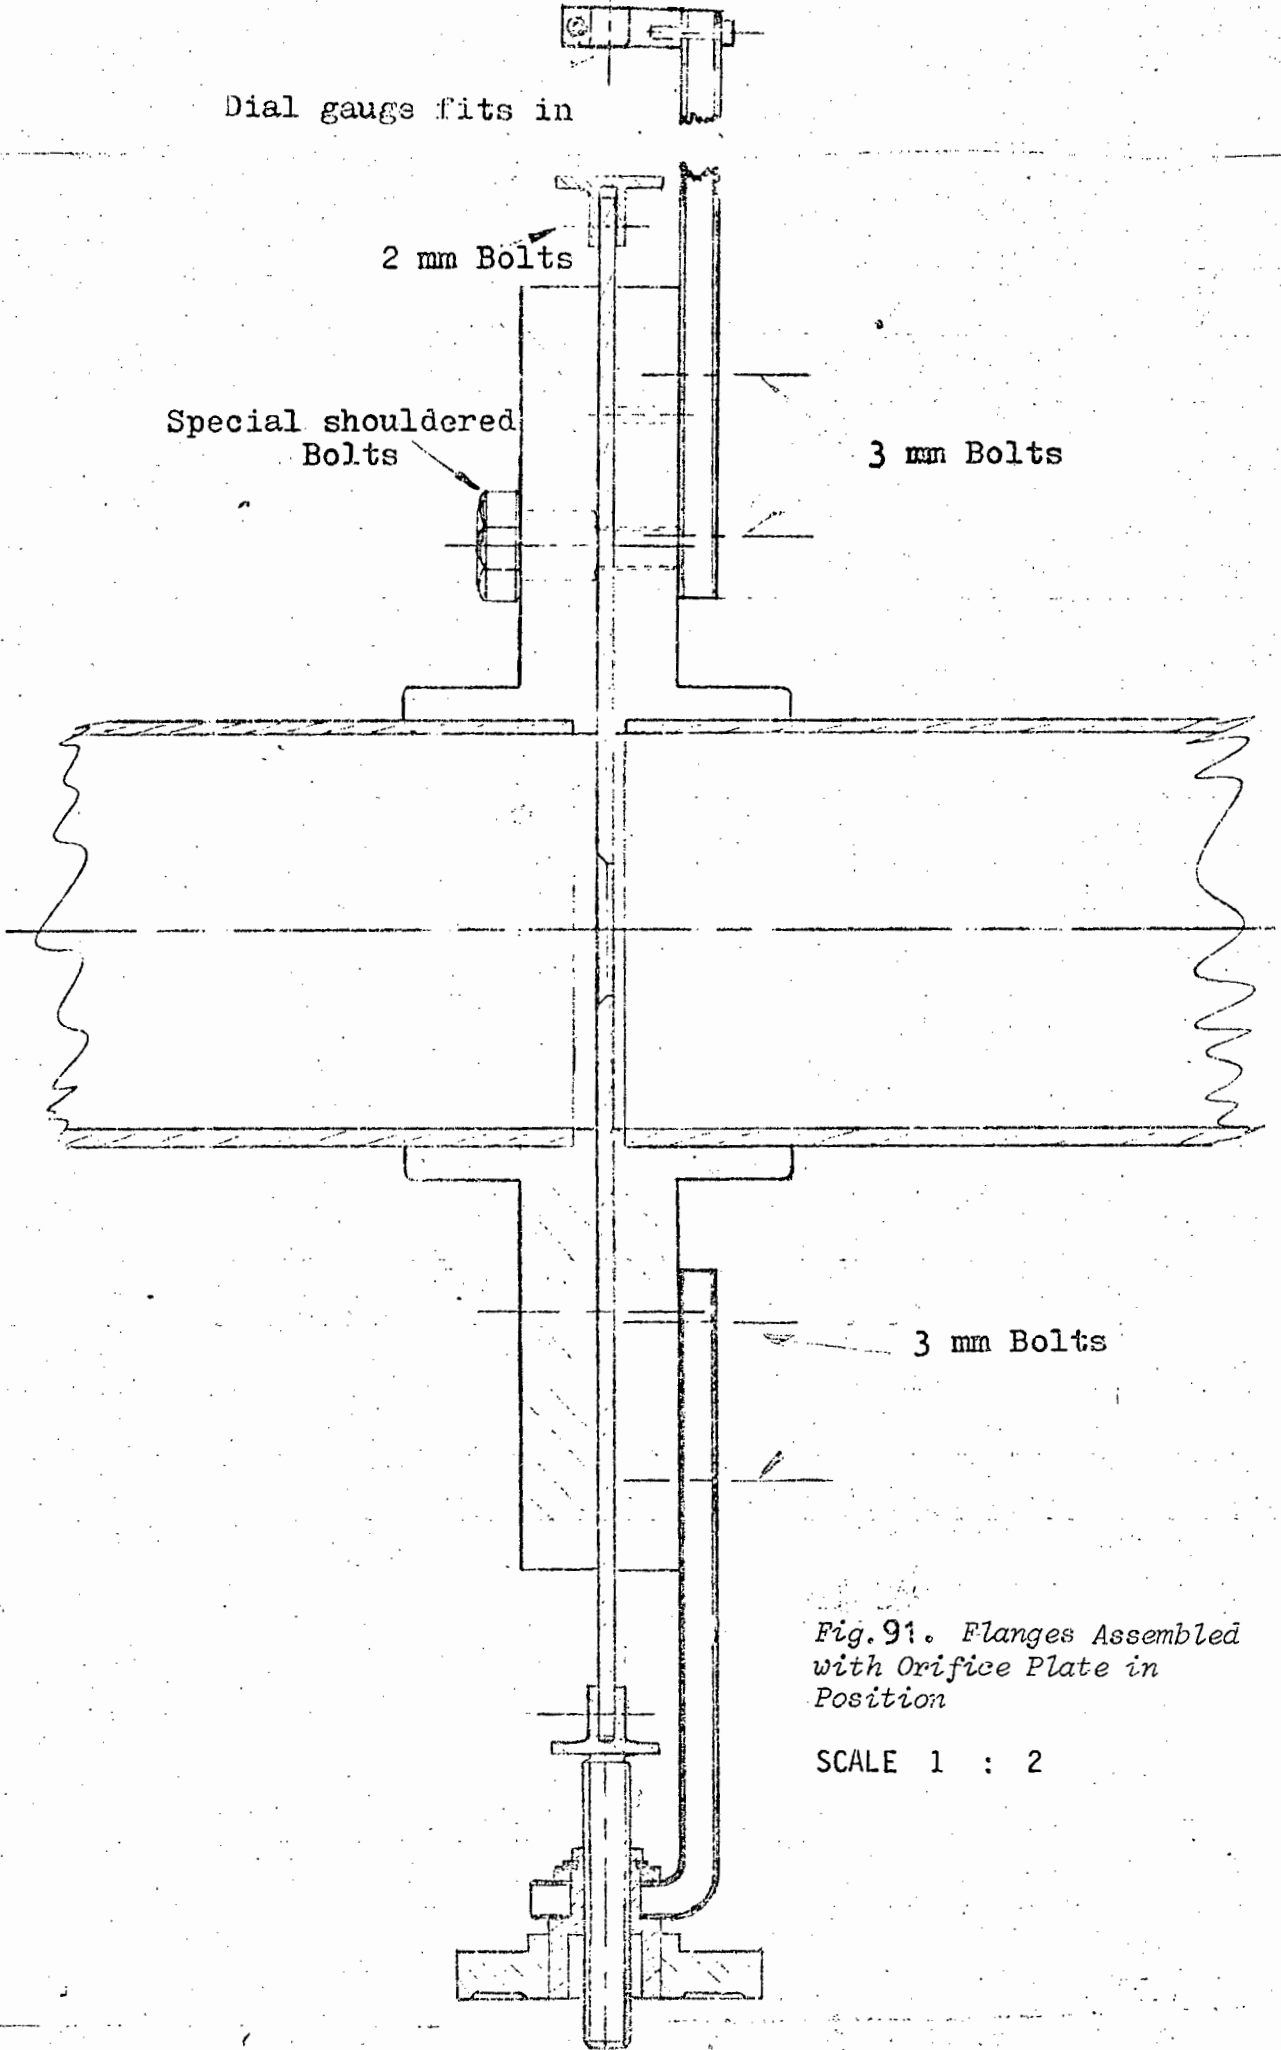 Dial gauge fits in
2 mm Bolts
Special shouldered
Bolts
3 mm Bolts
3 mm Bolts
Fig.91. Flanges Assembled
with Orifice Plate in
Position
SCALE 1 : 2